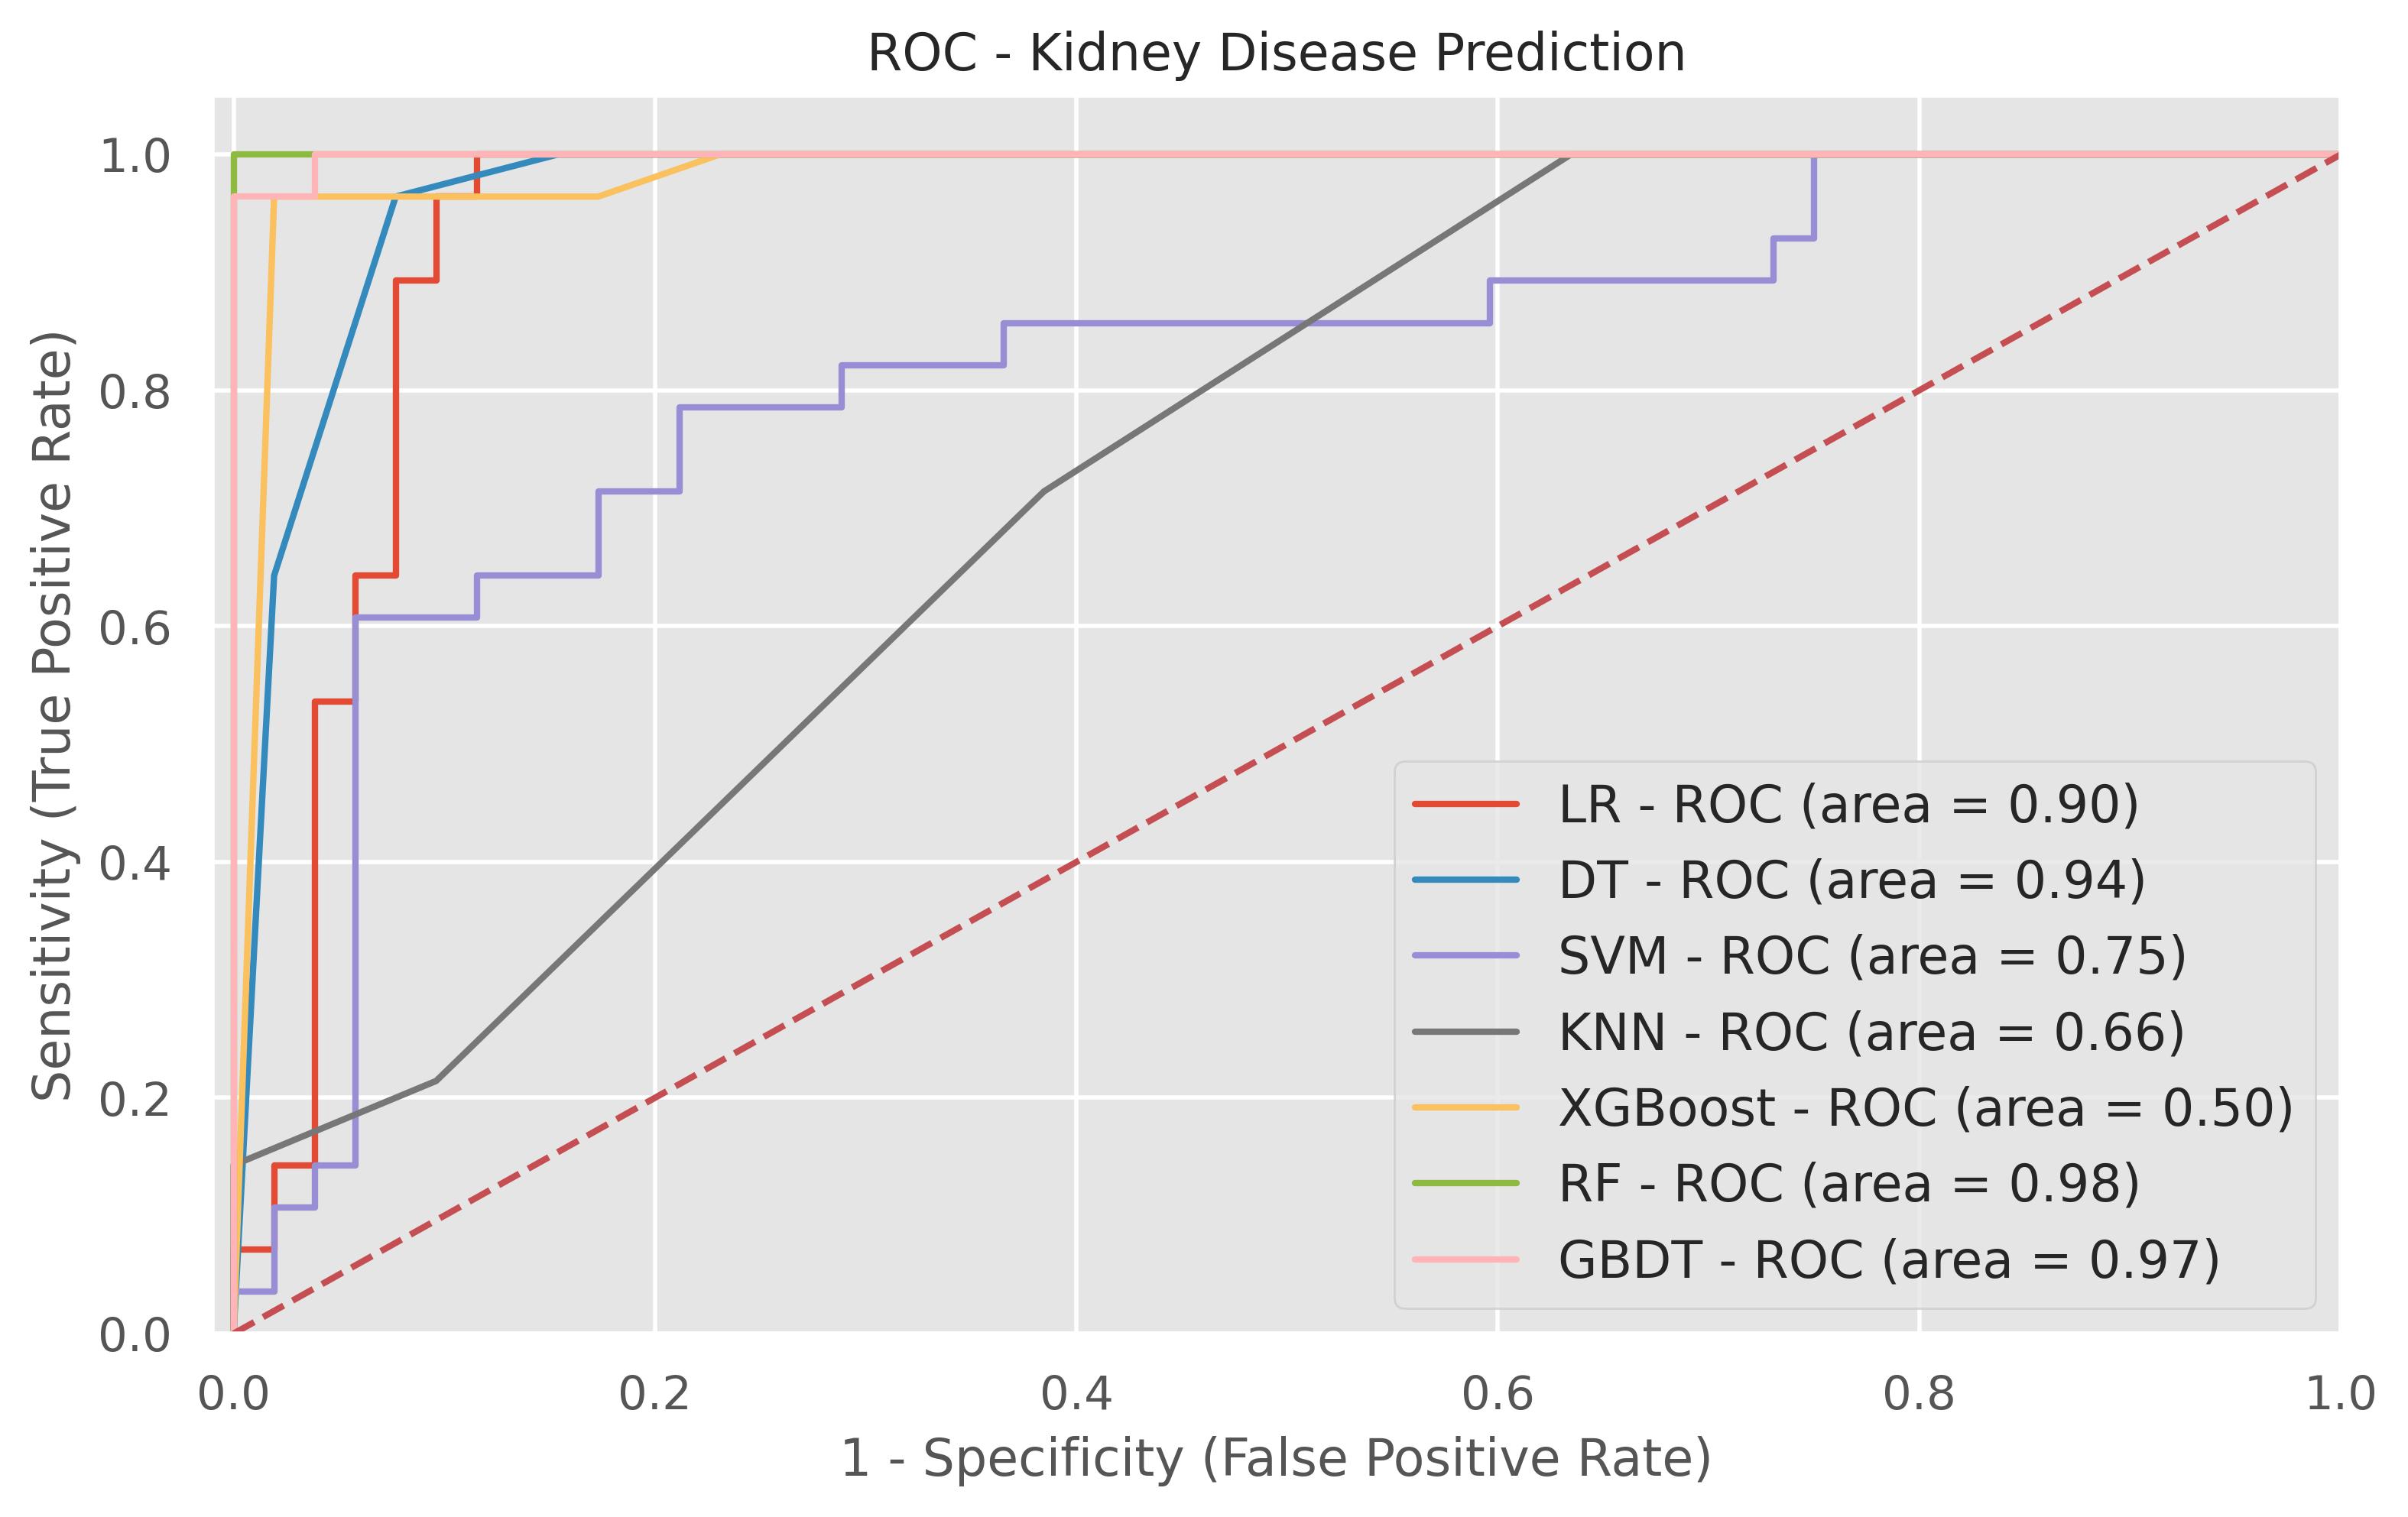 ROC - Kidney Disease Prediction
Sensitivity (True Positive Rate)
1.0
0.8
0.6
0.4
0.2
0.0
LR - ROC (area = 0.90)
DT - ROC (area = 0.94)
SVM - ROC (area = 0.75)
KNN - ROC (area = 0.66)
XGBoost - ROC (area = 0.50)
RF - ROC (area = 0.98)
GBDT - ROC (area = 0.97)
0.0 0.2 0.4 0.6 0.8 1.0
1 - Specificity (False Positive Rate)